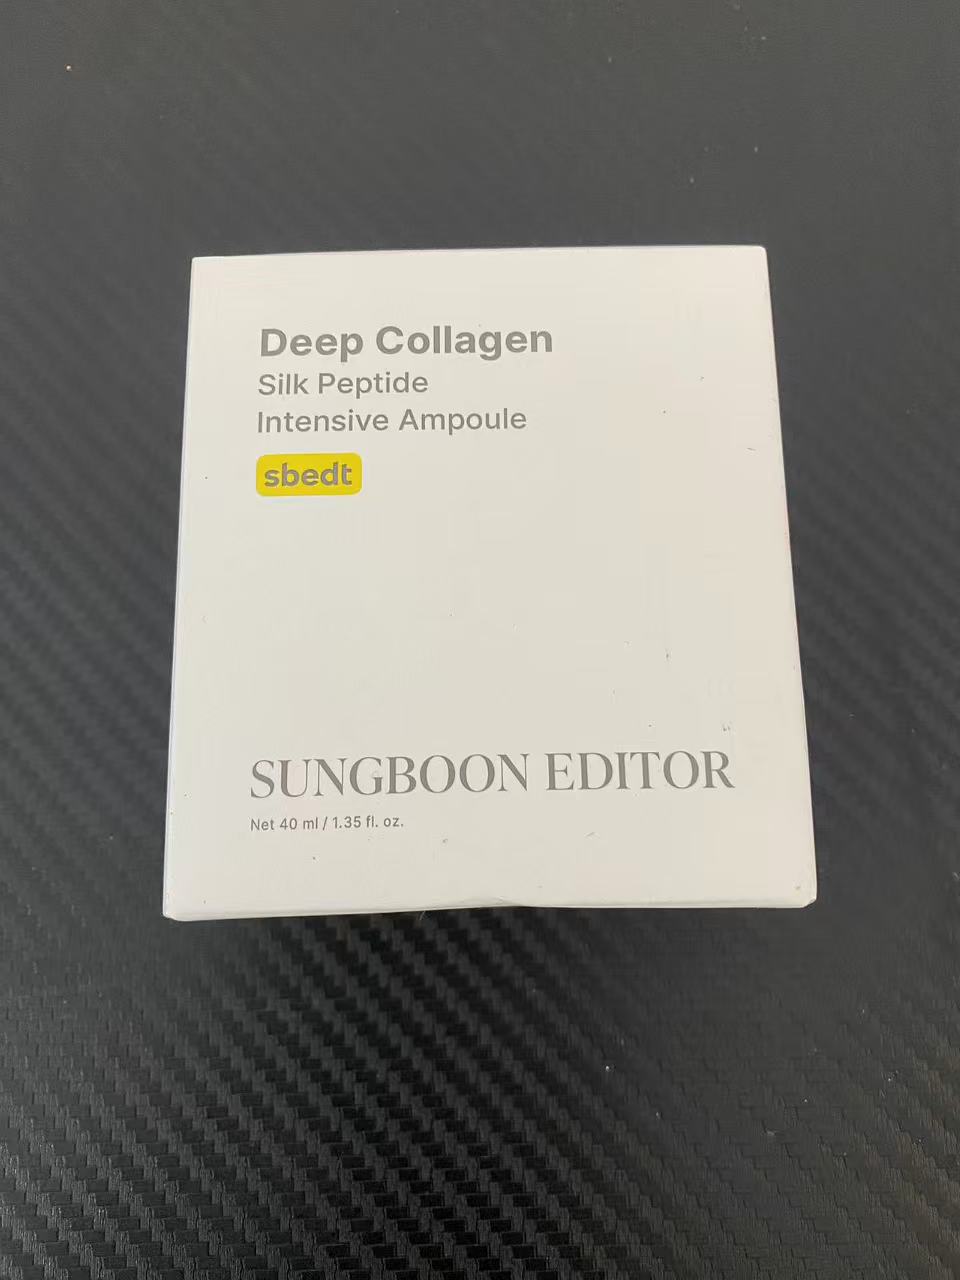 Deep Collagen
Silk Peptide
Intensive Ampoule
sbedt
SUNGBOON EDITOR
Net 40 ml / 1.35 fl. oz.